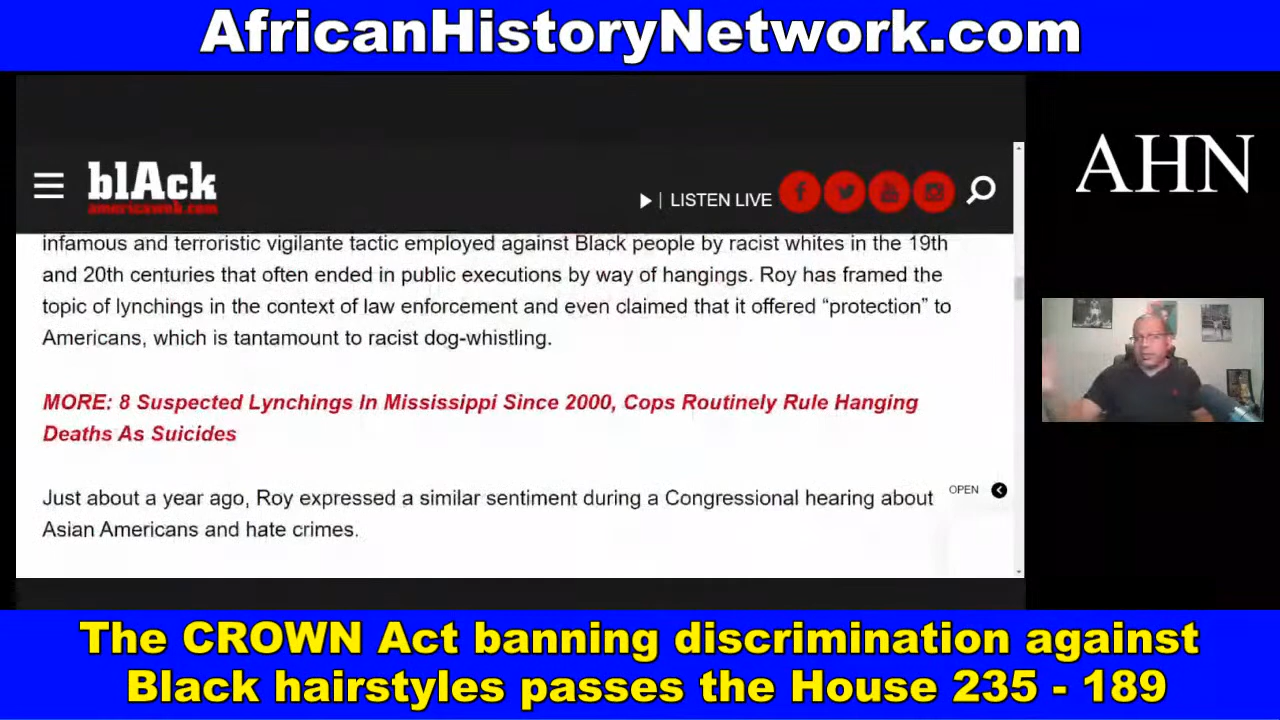 AfricanHistoryNetwork.com
AHN
blAck
americaweb.com
LISTEN LIVE
infamous and terroristic vigilante tactic employed against Black people by racist whites in the 19th
and 20th centuries that often ended in public executions by way of hangings. Roy has framed the
topic of lynchings in the context of law enforcement and even claimed that it offered “protection” to
Americans, which is tantamount to racist dog-whistling.
MORE: 8 Suspected Lynchings In Mississippi Since 2000, Cops Routinely Rule Hanging
Deaths As Suicides
Just about a year ago, Roy expressed a similar sentiment during a Congressional hearing about
Asian Americans and hate crimes.
OPEN
The CROWN Act banning discrimination against
Black hairstyles passes the House 235 - 189